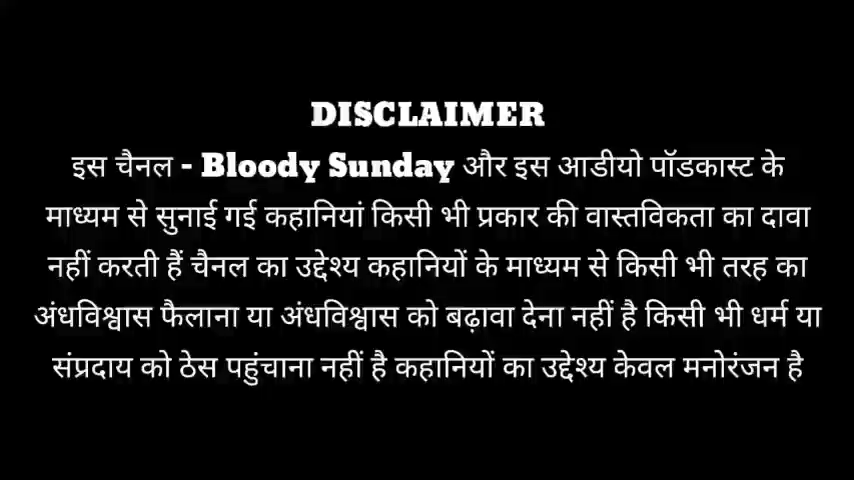 DISCLAIMER
इस चैनल - Bloody Sunday और इस आडीयो पॉडकास्ट के
माध्यम से सुनाई गई कहानियां किसी भी प्रकार की वास्तविकता का दावा
नहीं करती हैं चैनल का उद्देश्य कहानियों के माध्यम से किसी भी तरह का
अंधविश्वास फैलाना या अंधविश्वास को बढ़ावा देना नहीं है किसी भी धर्म या
संप्रदाय को ठेस पहुंचाना नहीं है कहानियों का उद्देश्य केवल मनोरंजन है